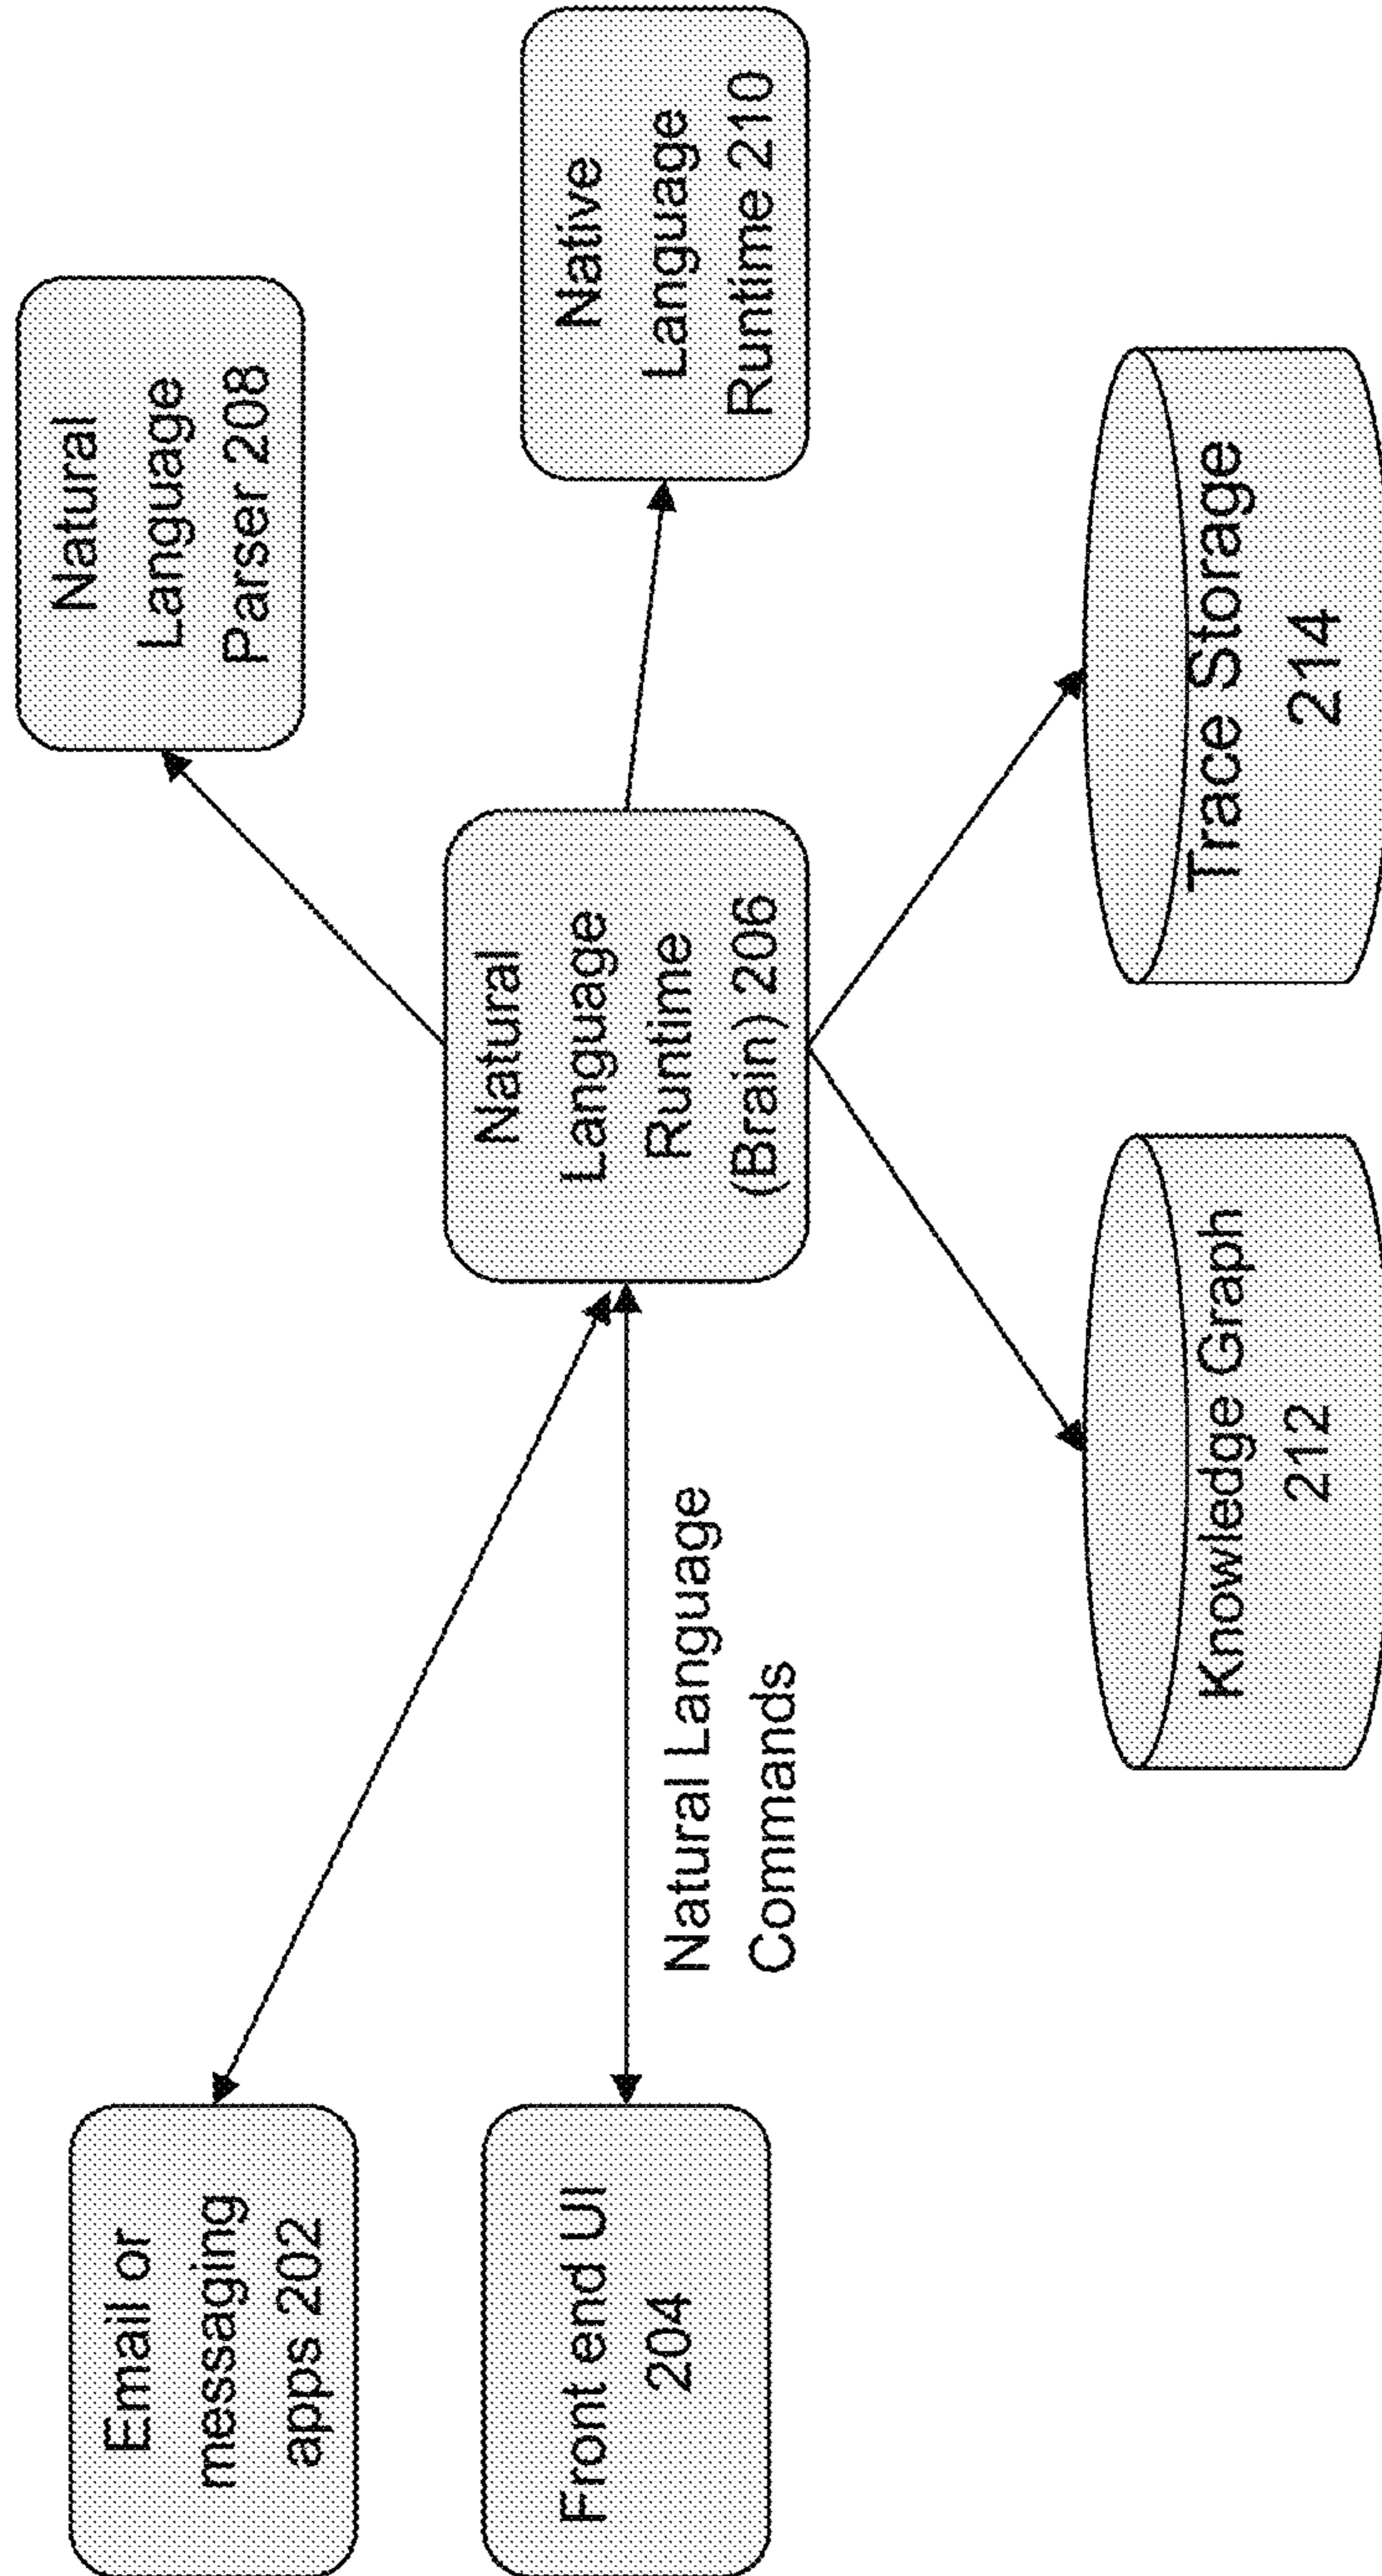 Email or
messaging
apps 202
Front end UI
204
Natural Language
Commands
Natural
Language
Runtime
(Brain) 206
Natural
Language
Parser 208
Native
Language
Runtime 210
Knowledge Graph
212
Trace Storage
214